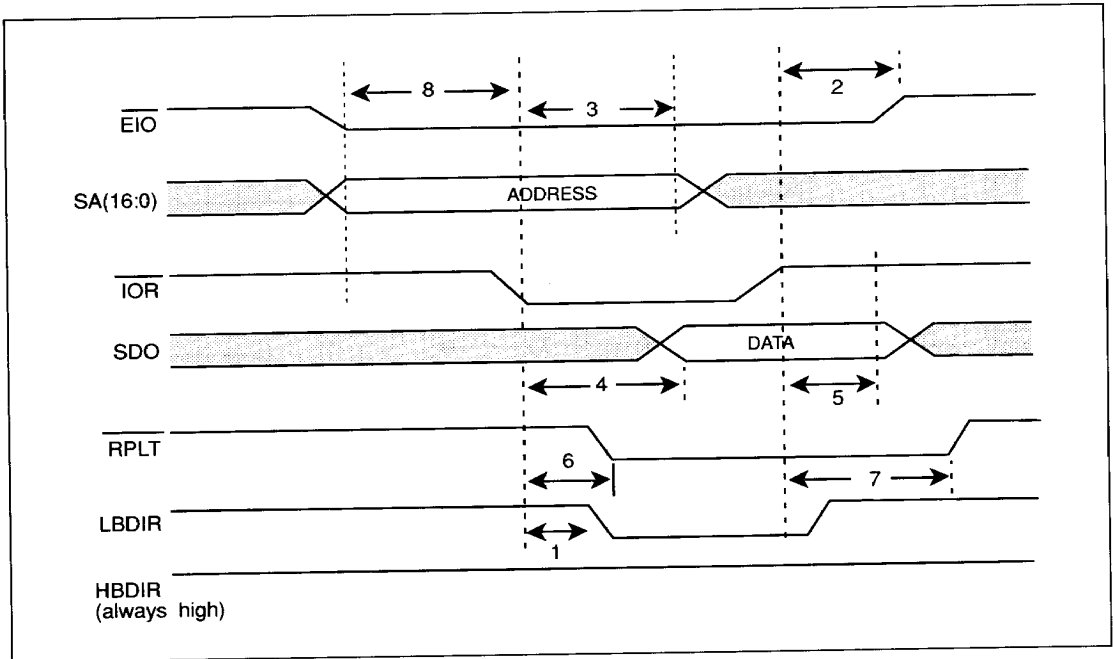 2
8
3
EIO
SA(16:0)
ADDRESS
IOR
SDO
DATA
4
5
RPLT
6
7
LBDIR
1
HBDIR
(always high)